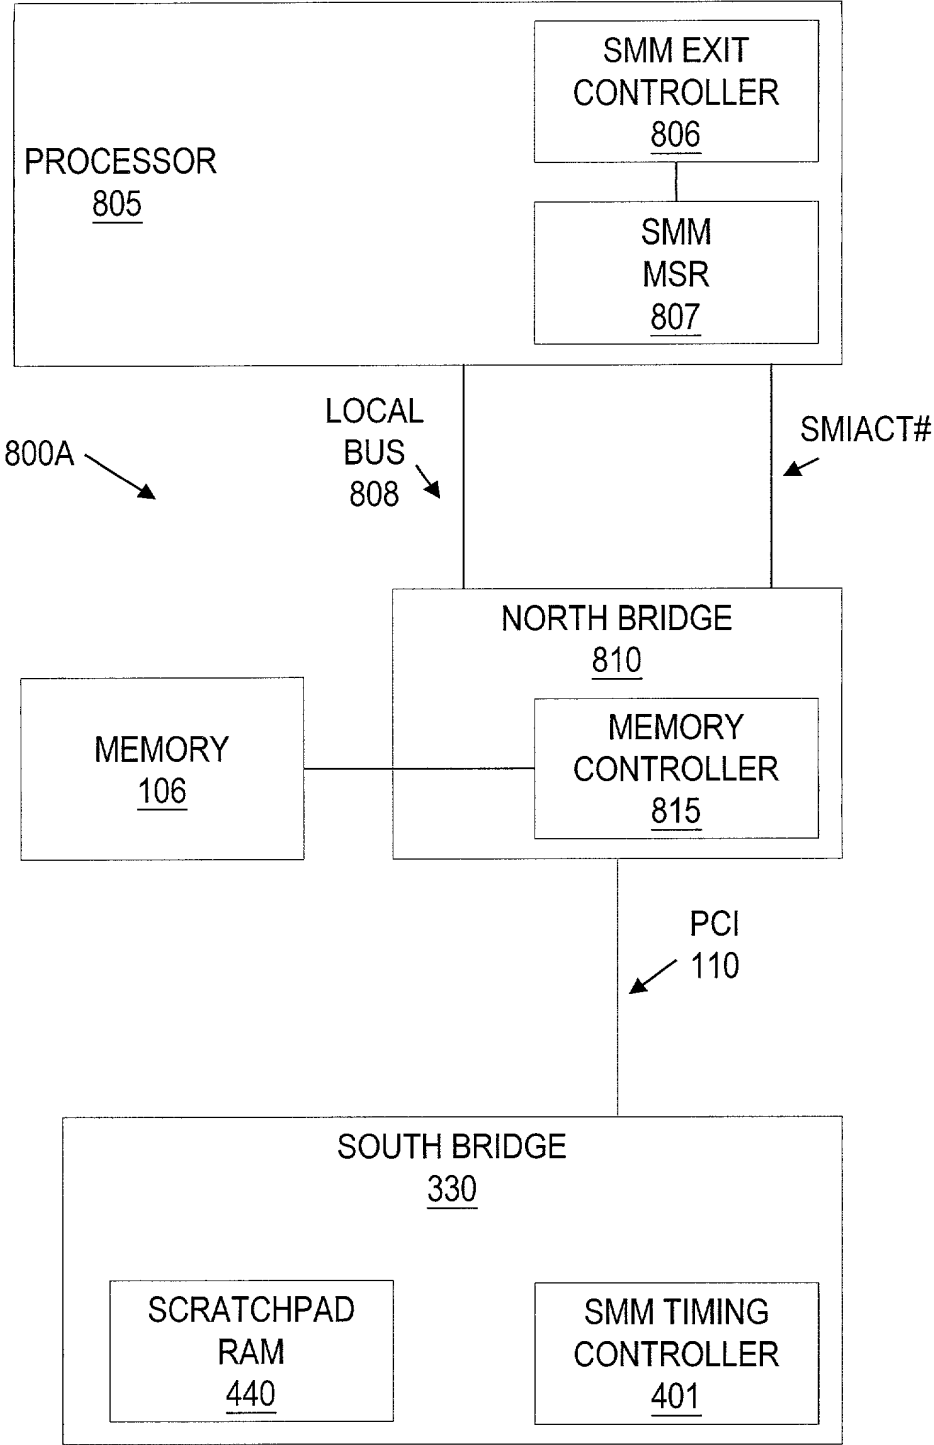 SMM EXIT
CONTROLLER
806
PROCESSOR
805
SMM
MSR
807
LOCAL
BUS
808
SMIACT#
800A
NORTH BRIDGE
810
MEMORY
106
MEMORY
CONTROLLER
815
PCI
110
SOUTH BRIDGE
330
SCRATCHPAD
RAM
440
SMM TIMING
CONTROLLER
401